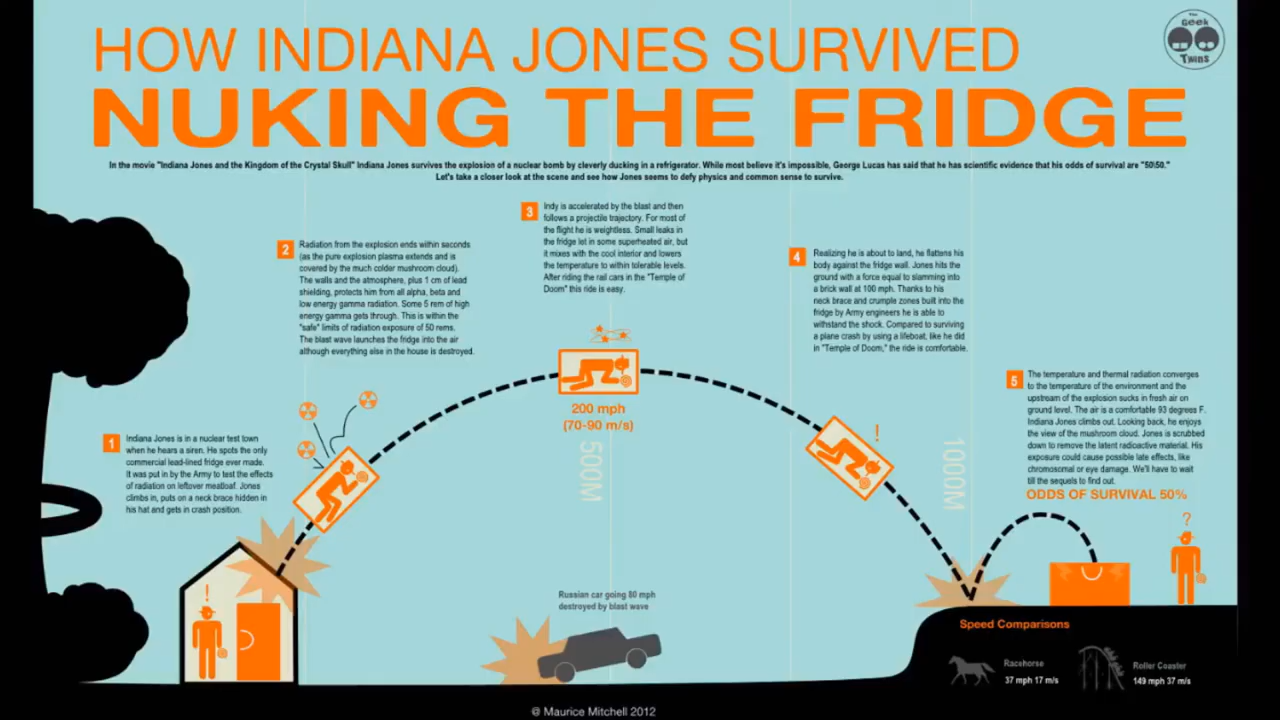 The
Geek
Twins
HOW INDIANA JONES SURVIVED
NUKING THE FRIDGE
In the movie "Indiana Jones and the Kingdom of the Crystal Skull" Indiana Jones survives the explosion of a nuclear bomb by cleverly ducking in a refrigerator. While most believe it's impossible, George Lucas has said that he has scientific evidence that his odds of survival are "50\50."
Let's take a closer look at the scene and see how Jones seems to defy physics and common sense to survive.
1
Indiana Jones is in a nuclear test town
when he hears a siren. He spots the only
commercial lead-lined fridge ever made.
It was put in by the Army to test the effects
of radiation on leftover meatloaf. Jones
climbs in, puts on a neck brace hidden in
his hat and gets in crash position.
2
Radiation from the explosion ends within seconds
(as the pure explosion plasma extends and is
covered by the much colder mushroom cloud).
The walls and the atmosphere, plus 1 cm of lead
shielding, protects him from all alpha, beta and
low energy gamma radiation. Some 5 rem of high
energy gamma gets through. This is within the
"safe" limits of radiation exposure of 50 rems.
The blast wave launches the fridge into the air
although everything else in the house is destroyed.
3
Indy is accelerated by the blast and then
follows a projectile trajectory. For most of
the flight he is weightless. Small leaks in
the fridge let in some superheated air, but
it mixes with the cool interior and lowers
the temperature to within tolerable levels.
After riding the rail cars in the "Temple of
Doom" this ride is easy.
4
Realizing he is about to land, he flattens his
body against the fridge wall. Jones hits the
ground with a force equal to slamming into
a brick wall at 100 mph. Thanks to his
neck brace and crumple zones built into the
fridge by Army engineers he is able to
withstand the shock. Compared to surviving
a plane crash by using a lifeboat, like he did
in "Temple of Doom," the ride is comfortable.
5
The temperature and thermal radiation converges
to the temperature of the environment and the
upstream of the explosion sucks in fresh air on
ground level. The air is a comfortable 93 degrees F.
Indiana Jones climbs out. Looking back, he enjoys
the view of the mushroom cloud. Jones is scrubbed
down to remove the latent radioactive material. His
exposure could cause possible late effects, like
chromosomal or eye damage. We'll have to wait
till the sequels to find out.
ODDS OF SURVIVAL 50%
200 mph
(70-90 m/s)
500M
1000M
!
?
!
Russian car going 80 mph
destroyed by blast wave
Speed Comparisons
Racehorse
37 mph 17 m/s
Roller Coaster
149 mph 37 m/s
@ Maurice Mitchell 2012